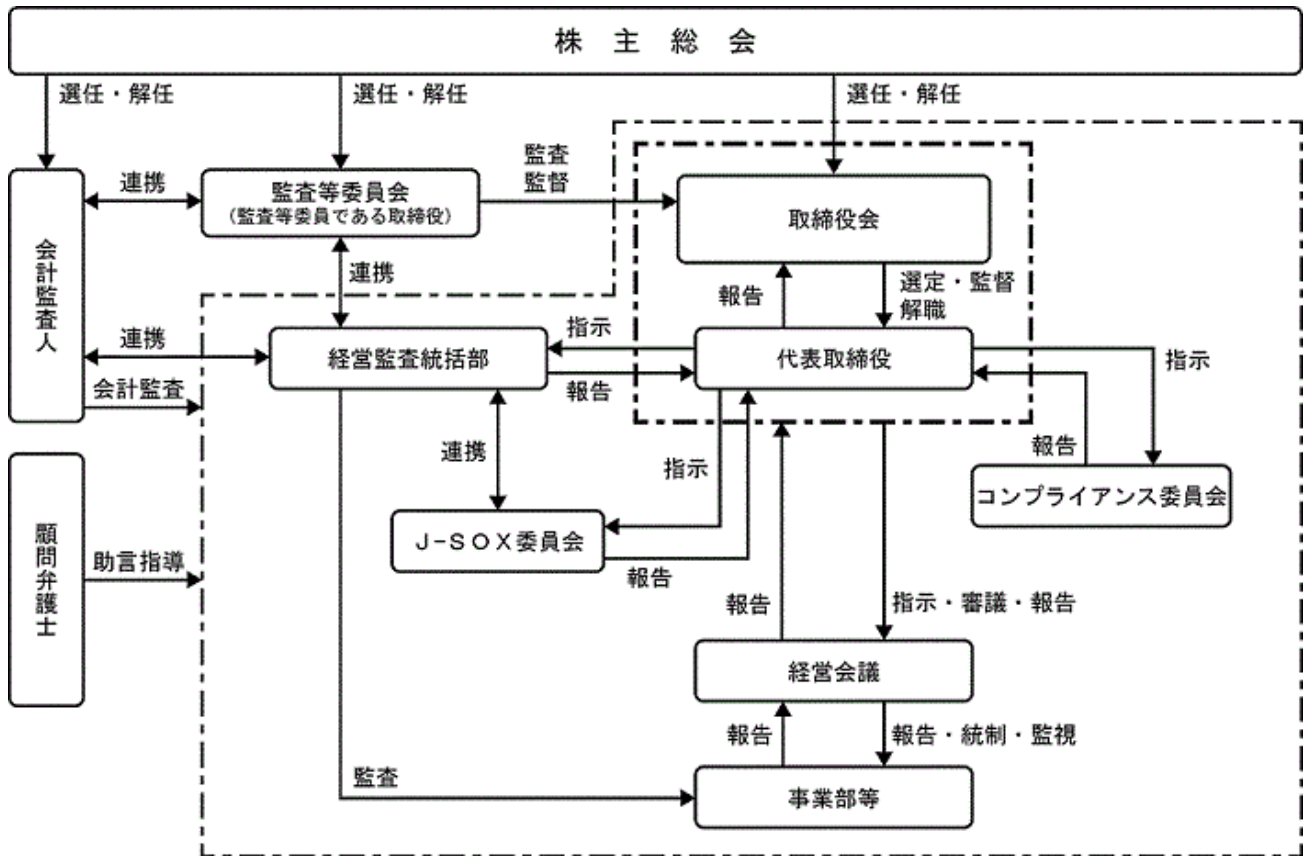 株主総会
選任・解任
選任・解任
選任・解任
監査
監督
連携
監査等委員会
(監査等委員である取締役)
取締役会
会計監査人
連携
報告
選定・監督
解職
連携
経営監査統括部
指示
報告
代表取締役
指示
会計監査
報告
連携
指示
コンプライアンス委員会
顧問弁護士
助言指導
J-SOX委員会
報告
報告
指示・審議・報告
経営会議
報告
報告・統制・監視
監査
事業部等